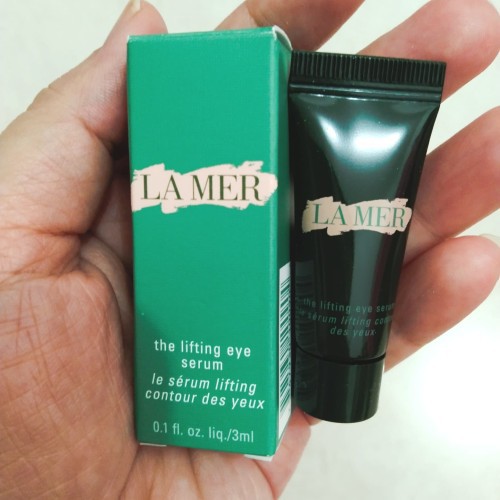 LA MER
the lifting eye
serum
le sérum lifting
contour des yeux
0.1 fl. oz. liq./3ml
LA MER
the lifting eye serum
le sérum lifting contour
des yeux